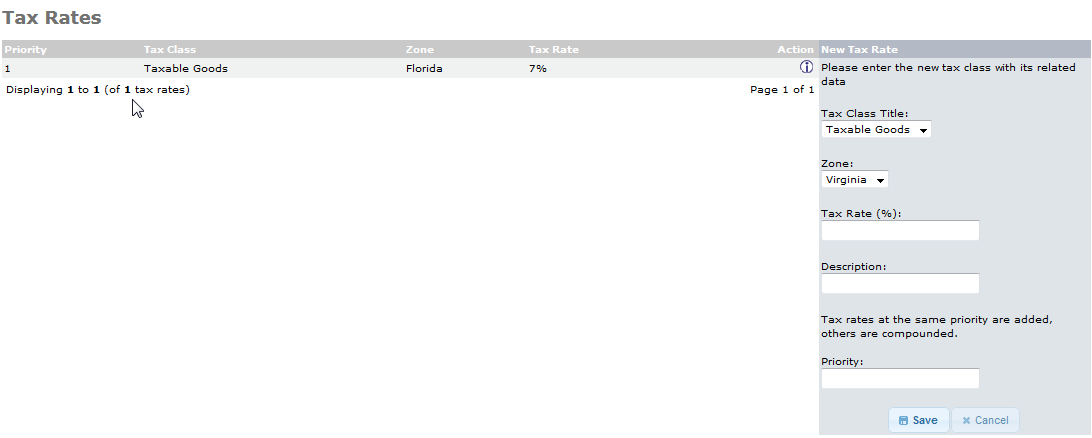 Tax Rates
Priority Tax Class Zone Tax Rate Action
1 Taxable Goods Florida 7%
Displaying 1 to 1 (of 1 tax rates) Page 1 of 1
New Tax Rate
Please enter the new tax class with its related
data
Tax Class Title:
Taxable Goods
Zone:
Virginia
Tax Rate (%):
Description:
Tax rates at the same priority are added,
others are compounded.
Priority:
Save Cancel